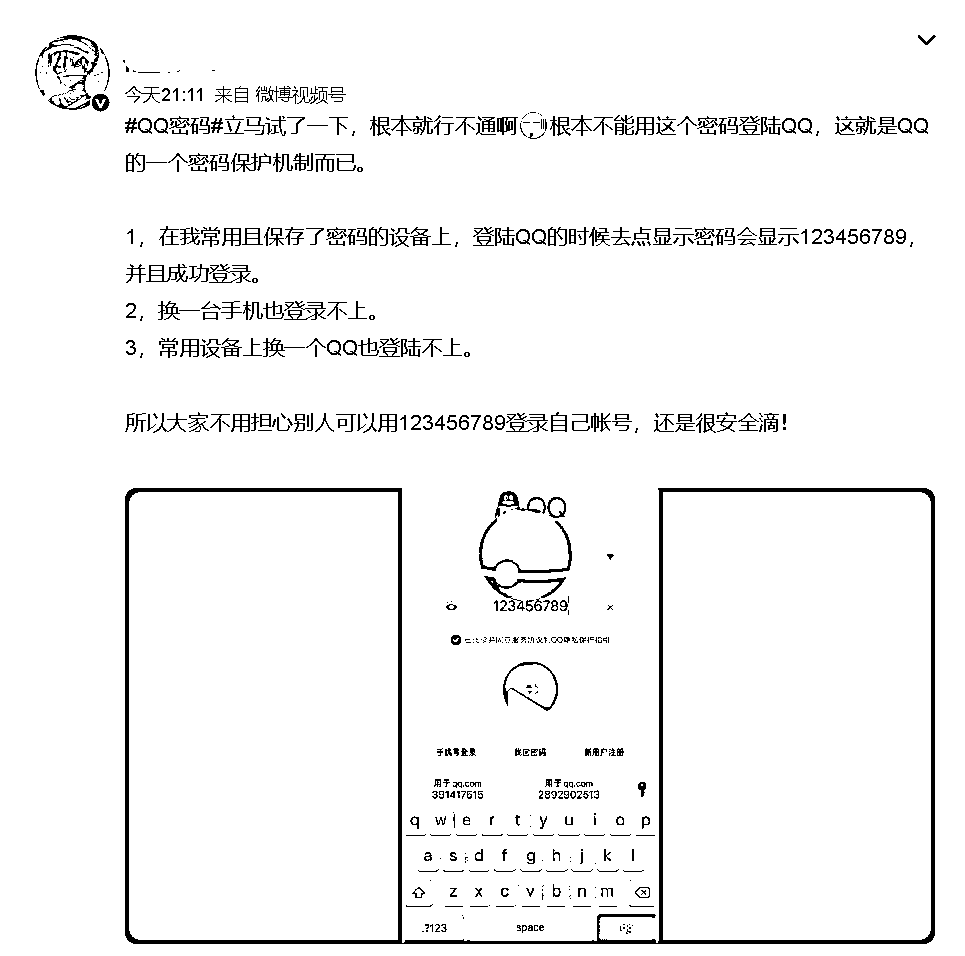 今天21:11 来自 微博视频号
#QQ密码#立马试了一下，根本就行不通啊根本不能用这个密码登陆QQ，这就是QQ
的一个密码保护机制而已。
1，在我常用且保存了密码的设备上，登陆QQ的时候去点显示密码会显示123456789，
并且成功登录。
2，换一台手机也登录不上。
3，常用设备上换一个QQ也登陆不上。
所以大家不用担心别人可以用123456789登录自己帐号，还是很安全滴！
QQ
123456789
手机号登录 找回密码 新用户注册
用于 qq.com 用于 qq.com
391417615 2892902513
q w e r t y u i o p
a s d f g h j k l
z x c v b n m
.?123 space